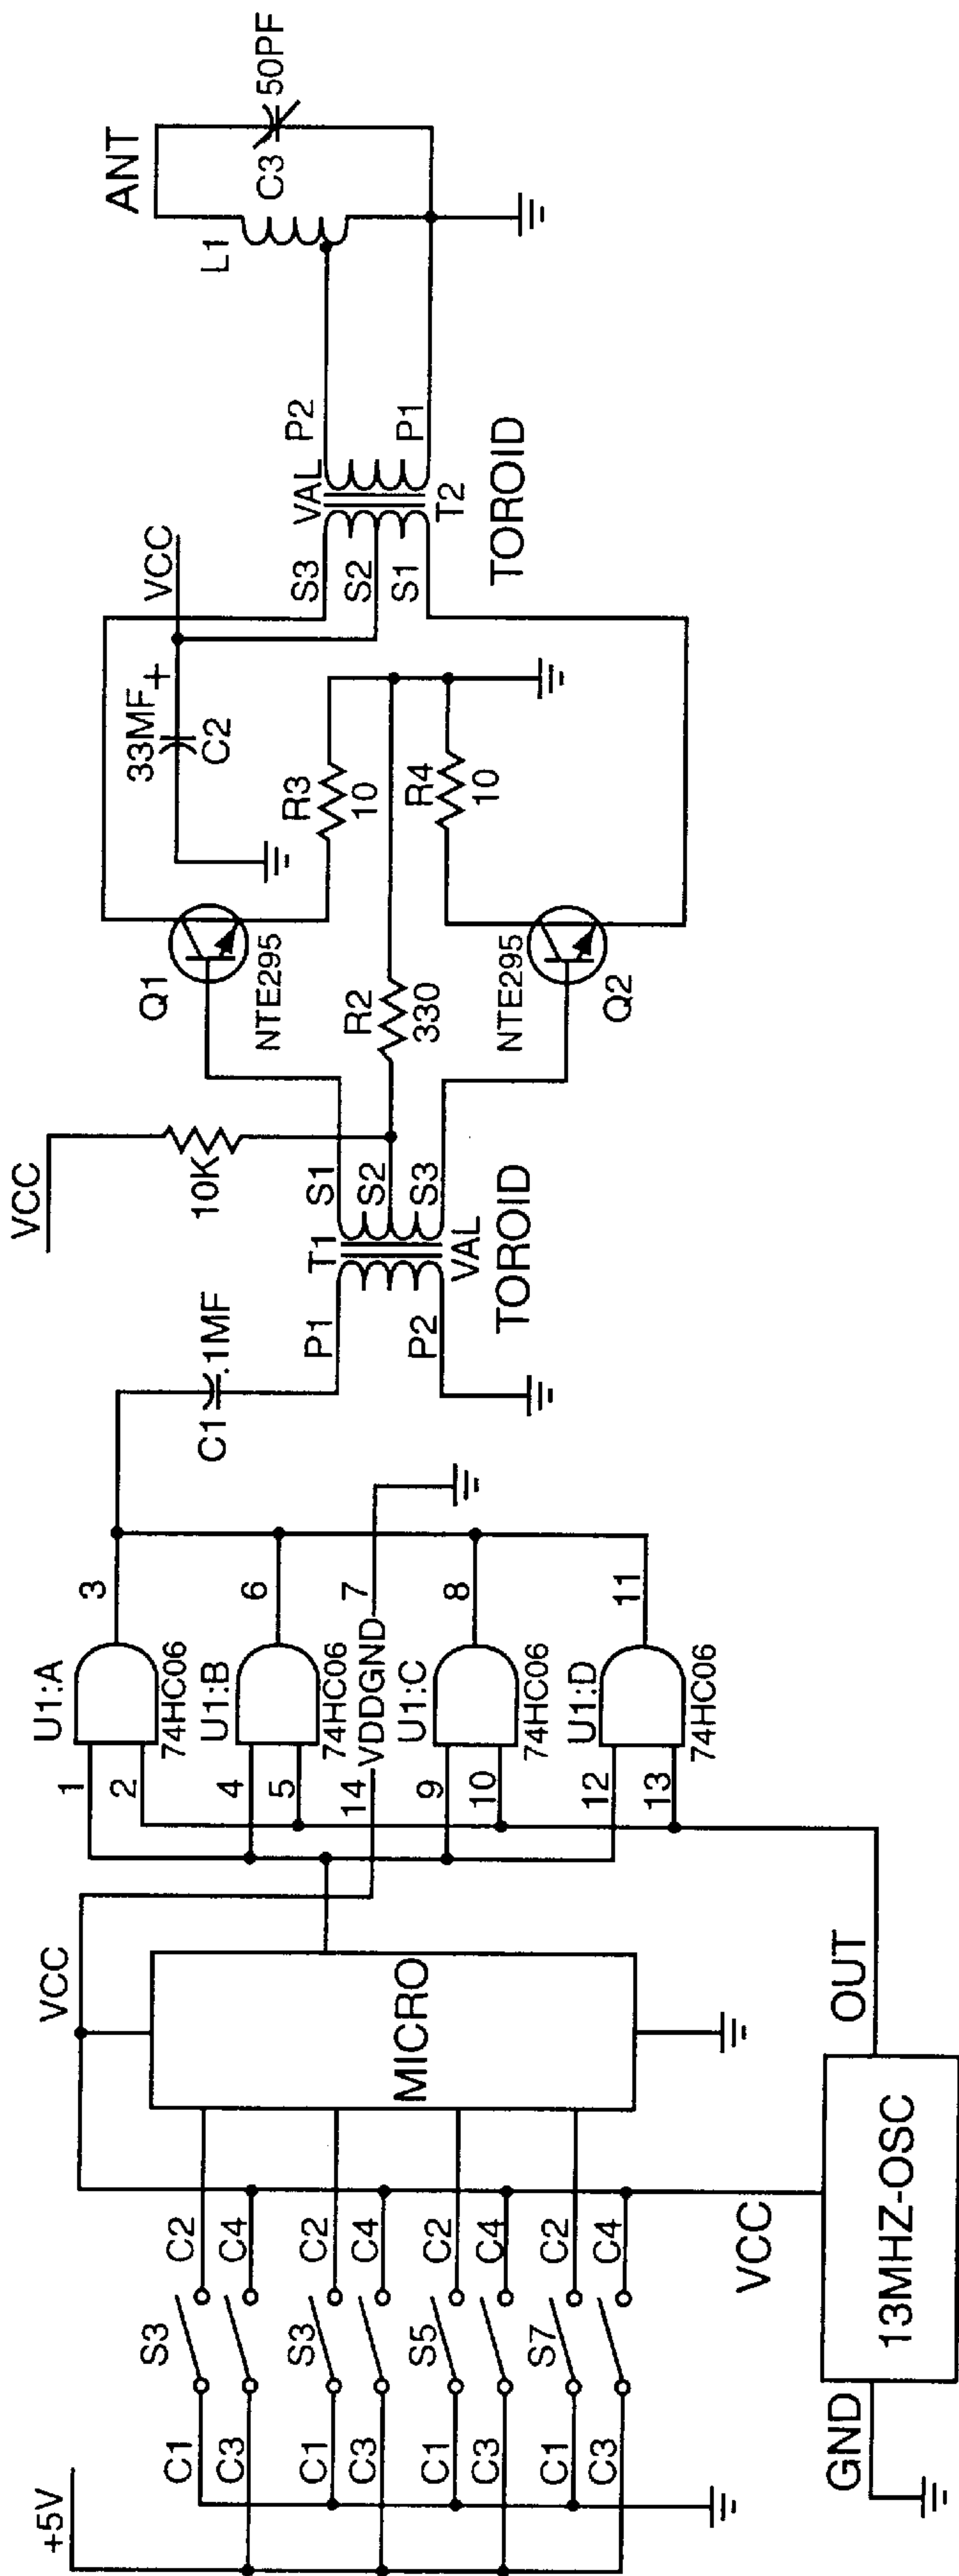 +5V
C1
S3
C2
C3
C4
C1
S3
C2
C3
C4
C1
S5
C2
C3
C4
C1
S7
C2
C3
C4
VCC
MICRO
VCC
GND
13MHZ-OSC
OUT
1
2
U1:A
74HC06
3
4
5
U1:B
74HC06
6
14
VDDGND
7
9
10
U1:C
74HC06
8
12
13
U1:D
74HC06
11
C1
.1MF
P1
P2
T1
VAL
TOROID
S1
S2
S3
VCC
10K
Q1
NTE295
R2
330
NTE295
Q2
33MF
+
C2
VCC
R3
10
R4
10
S3
S2
S1
VAL
T2
TOROID
P2
P1
L1
ANT
C3
50PF